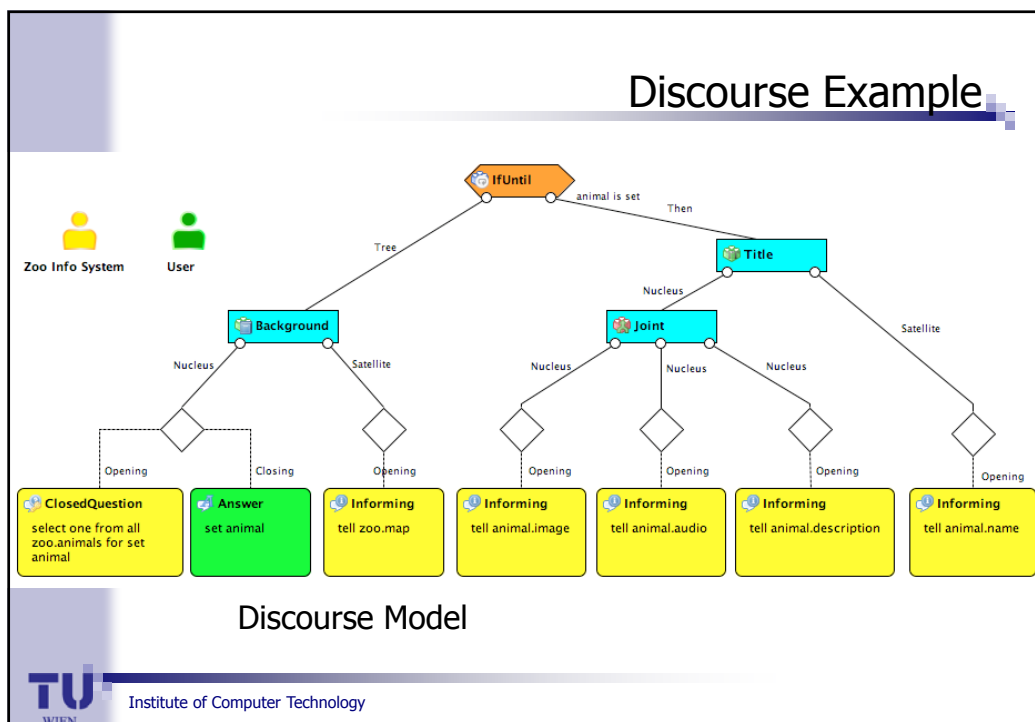 Discourse Example
IfUntil
animal is set
Then
Tree
Title
Zoo Info System
User
Nucleus
Background
Joint
Satellite
Nucleus
Satellite
Nucleus
Nucleus
Nucleus
Opening
Closing
Opening
Opening
Opening
Opening
Opening
ClosedQuestion
select one from all
zoo.animals for set
animal
Answer
set animal
Informing
tell zoo.map
Informing
tell animal.image
Informing
tell animal.audio
Informing
tell animal.description
Informing
tell animal.name
Discourse Model
TU
WIEN
Institute of Computer Technology